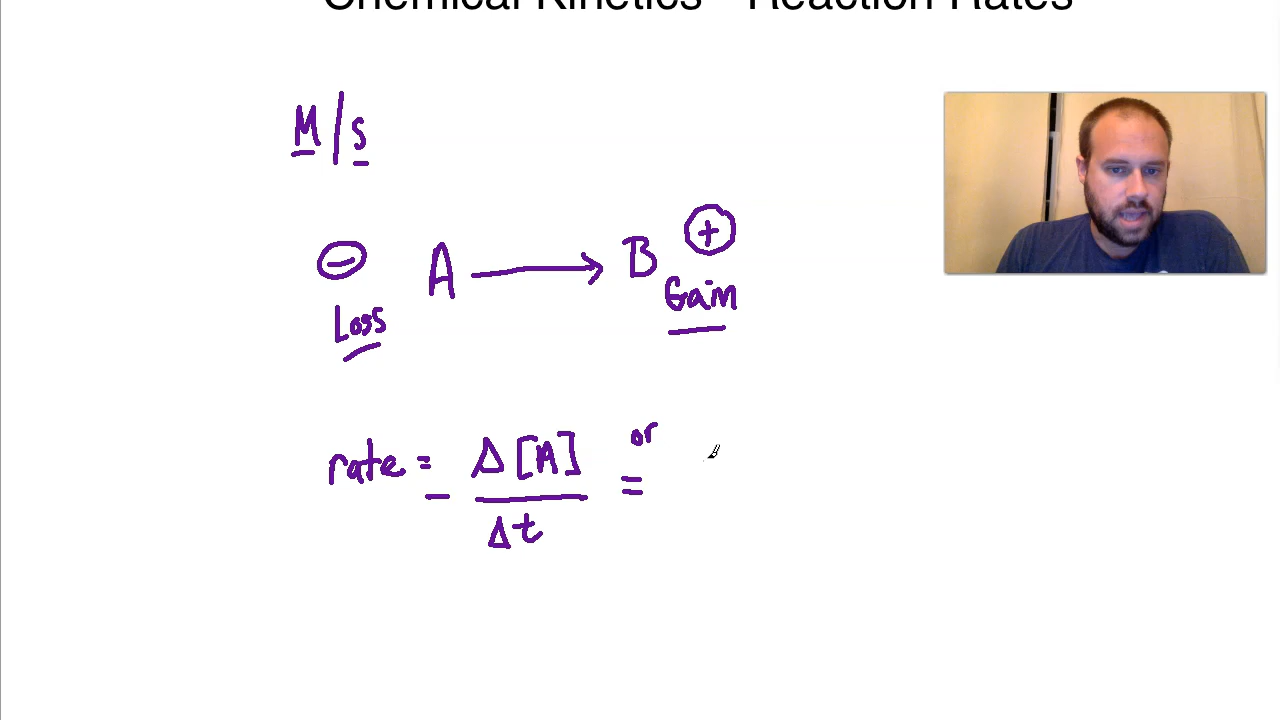 Chemical Kinetics - Reaction Rates
M/s
⊖ A → B ⊕
Loss Gain
rate = - Δ[A] / Δt or =